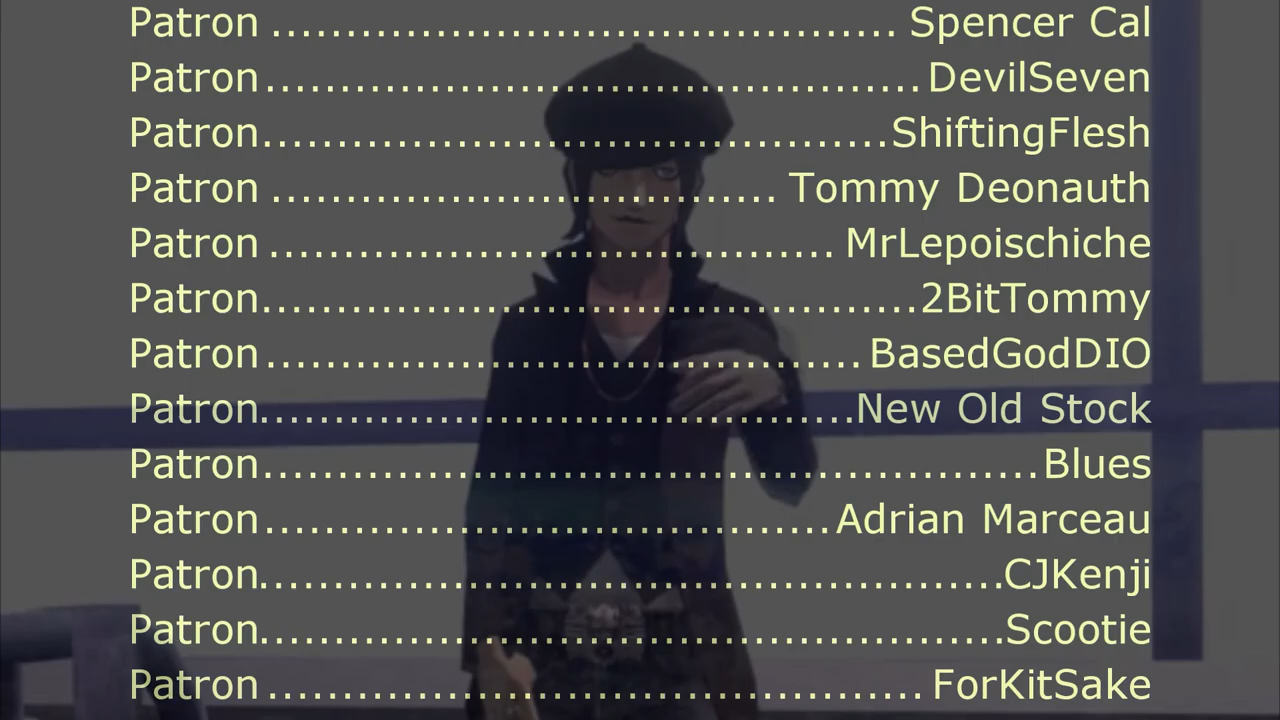 Patron ................................... Spencer Cal
Patron .................................... DevilSeven
Patron...................................ShiftingFlesh
Patron ............................ Tommy Deonauth
Patron ............................... MrLepoischiche
Patron....................................2BitTommy
Patron .................................BasedGodDIO
Patron.................................New Old Stock
Patron...........................................Blues
Patron ...............................Adrian Marceau
Patron.........................................CJKenji
Patron.........................................Scootie
Patron .................................... ForKitSake